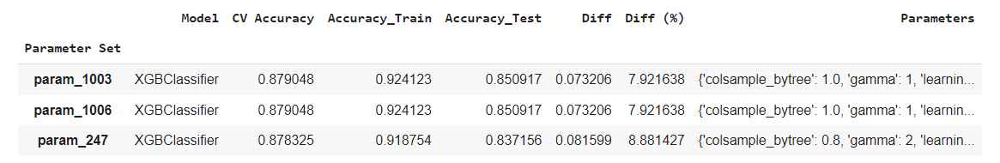 Model CV Accuracy Accuracy_Train Accuracy_Test Diff Diff (%) Parameters
Parameter Set
param_1003 XGBClassifier 0.879048 0.924123 0.850917 0.073206 7.921638 {'colsample_bytree': 1.0, 'gamma': 1, 'learnin...
param_1006 XGBClassifier 0.879048 0.924123 0.850917 0.073206 7.921638 {'colsample_bytree': 1.0, 'gamma': 1, 'learnin...
param_247 XGBClassifier 0.878325 0.918754 0.837156 0.081599 8.881427 {'colsample_bytree': 0.8, 'gamma': 2, 'learnin...